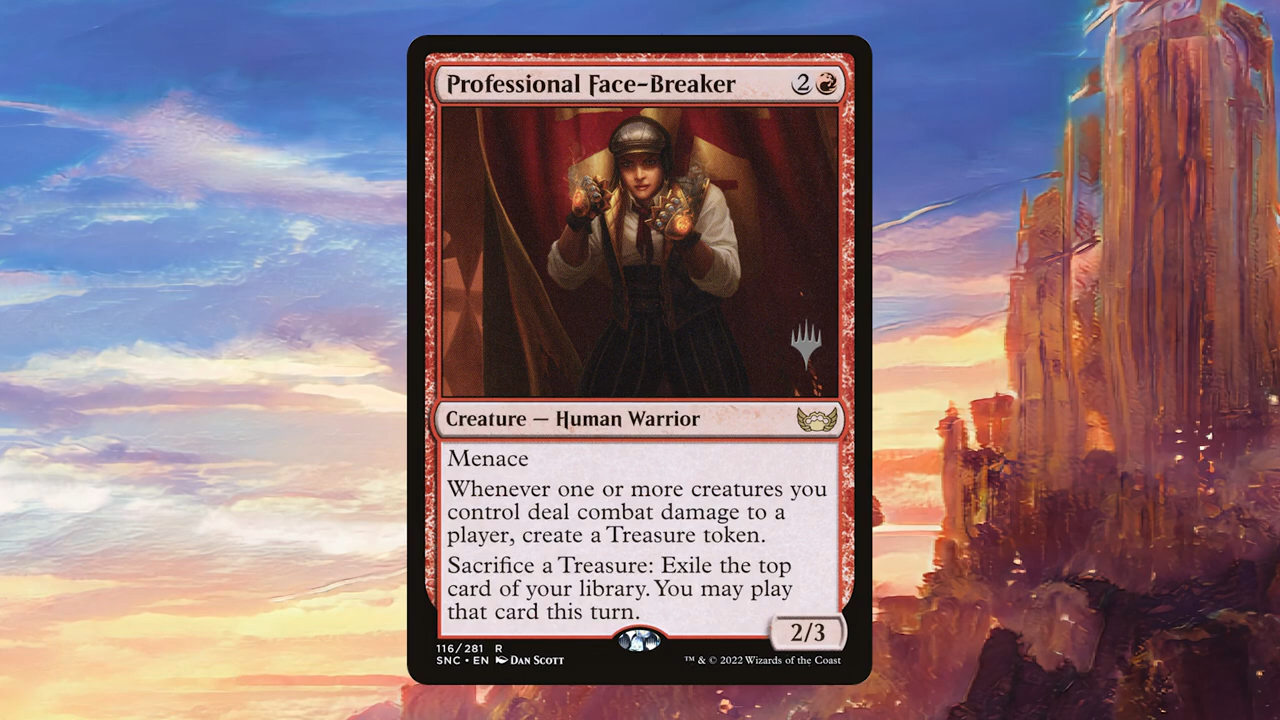 Professional Face-Breaker 2
Creature — Human Warrior
Menace
Whenever one or more creatures you
control deal combat damage to a
player, create a Treasure token.
Sacrifice a Treasure: Exile the top
card of your library. You may play
that card this turn.
2/3
116/281 R
SNC • EN Dan Scott
™ & © 2022 Wizards of the Coast